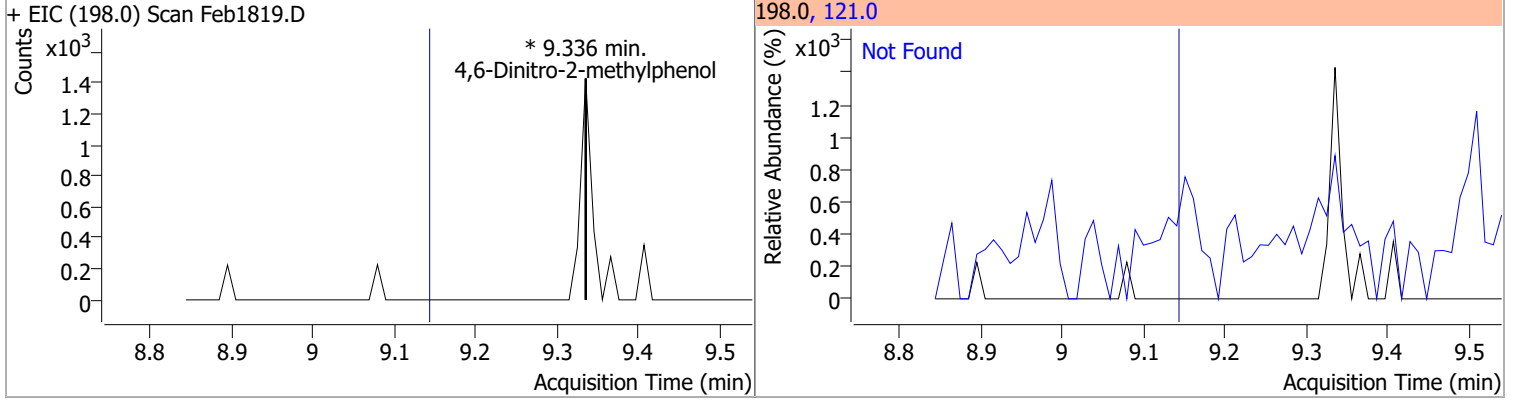 + EIC (198.0) Scan Feb1819.D
Counts
x10³
* 9.336 min.
4,6-Dinitro-2-methylphenol
1.4
1.2
1
0.8
0.6
0.4
0.2
0
8.8 8.9 9 9.1 9.2 9.3 9.4 9.5
Acquisition Time (min)
198.0, 121.0
Relative Abundance (%)
x10³
Not Found
1.2
1
0.8
0.6
0.4
0.2
0
8.8 8.9 9 9.1 9.2 9.3 9.4 9.5
Acquisition Time (min)